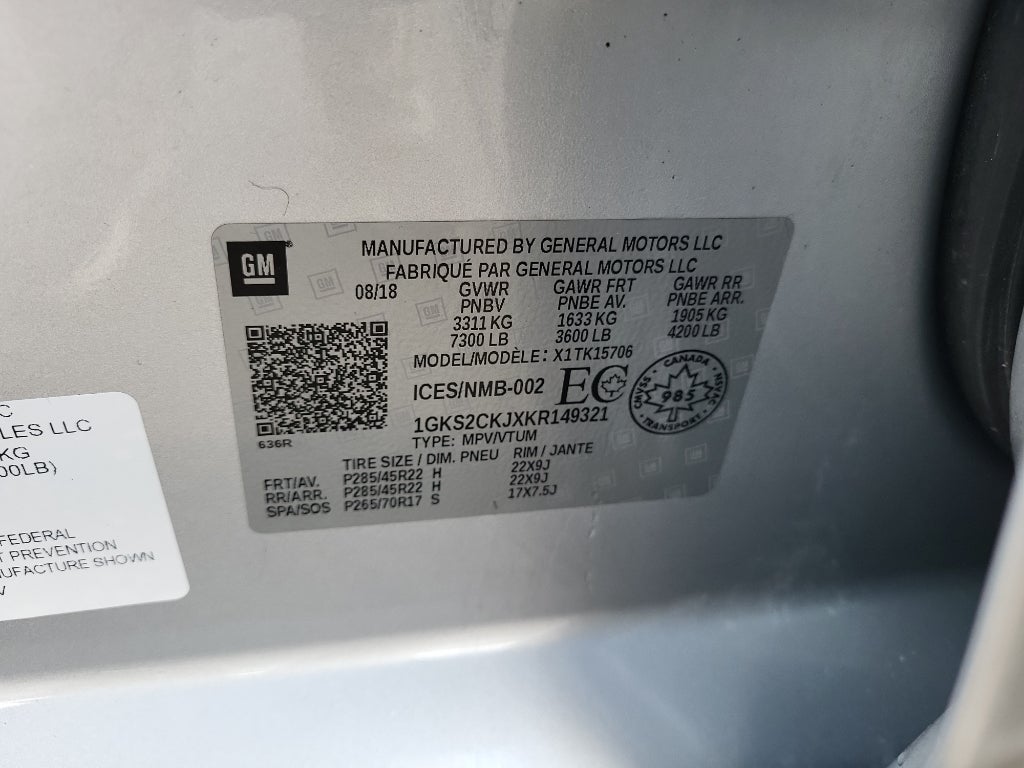 GM
MANUFACTURED BY GENERAL MOTORS LLC
FABRIQUÉ PAR GENERAL MOTORS LLC
08/18 GVWR GAWR FRT GAWR RR
PNBV PNBE AV. PNBE ARR.
3311 KG 1633 KG 1905 KG
7300 LB 3600 LB 4200 LB
MODEL/MODÈLE: X1TK15706
ICES/NMB-002 EC
CANADA
CMVSS 985 NSVAC
TRANSPORT
1GKS2CKJXKR149321
636R
TYPE: MPV/VTUM
TIRE SIZE / DIM. PNEU RIM / JANTE
FRT/AV. P285/45R22 H 22X9J
RR/ARR. P285/45R22 H 22X9J
SPA/SOS P265/70R17 S 17X7.5J
C
LES LLC
KG
00LB)
FEDERAL
T PREVENTION
NUFACTURE SHOWN